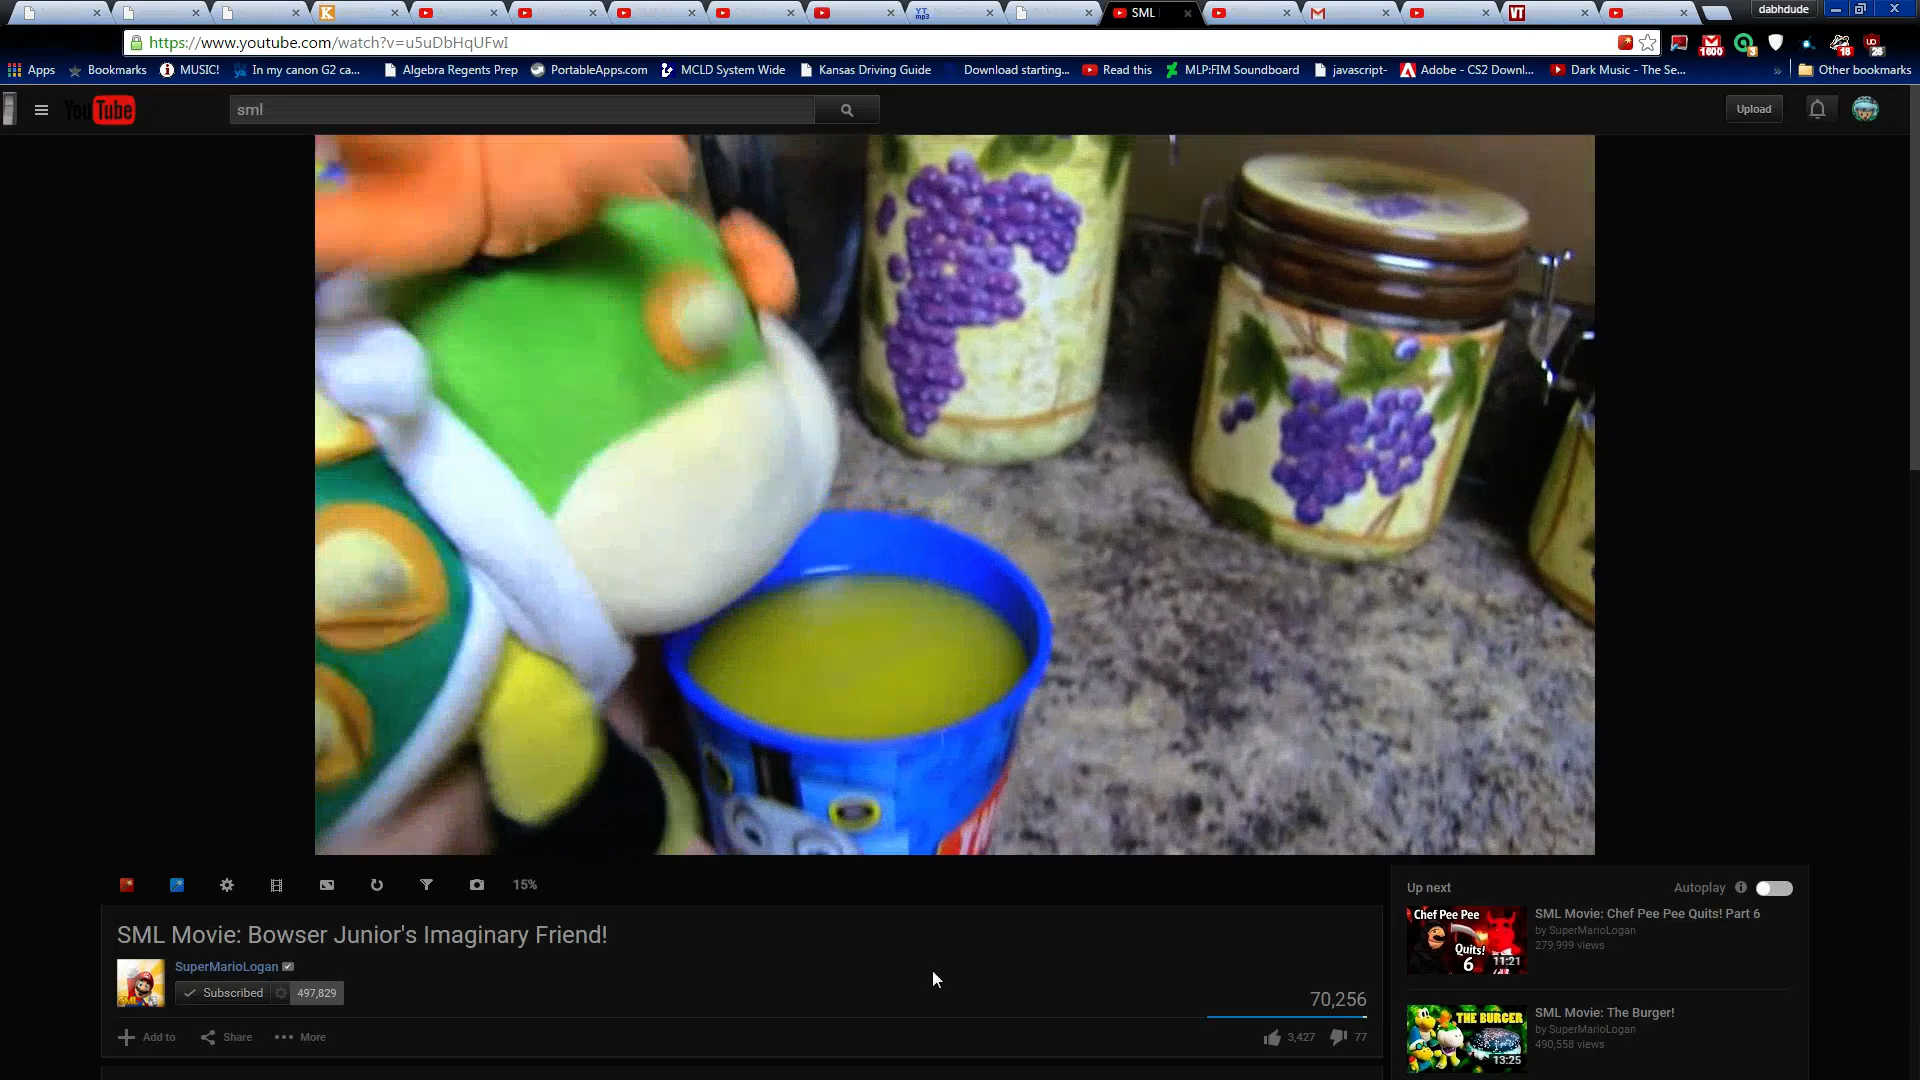 SML
dabhdude
https://www.youtube.com/watch?v=u5uDbHqUFwI
1600
3
18
26
Apps
Bookmarks
MUSIC!
In my canon G2 ca...
Algebra Regents Prep
PortableApps.com
MCLD System Wide
Kansas Driving Guide
Download starting...
Read this
MLP:FIM Soundboard
javascript-
Adobe - CS2 Downl...
Dark Music - The Se...
»
Other bookmarks
YouTube
sml
Upload
15%
Up next
Autoplay
SML Movie: Bowser Junior's Imaginary Friend!
SuperMarioLogan
Subscribed
497,829
70,256
Add to
Share
More
3,427
77
Chef Pee Pee
Quits!
6
11:21
SML Movie: Chef Pee Pee Quits! Part 6
by SuperMarioLogan
279,999 views
THE BURGER
13:25
SML Movie: The Burger!
by SuperMarioLogan
490,558 views